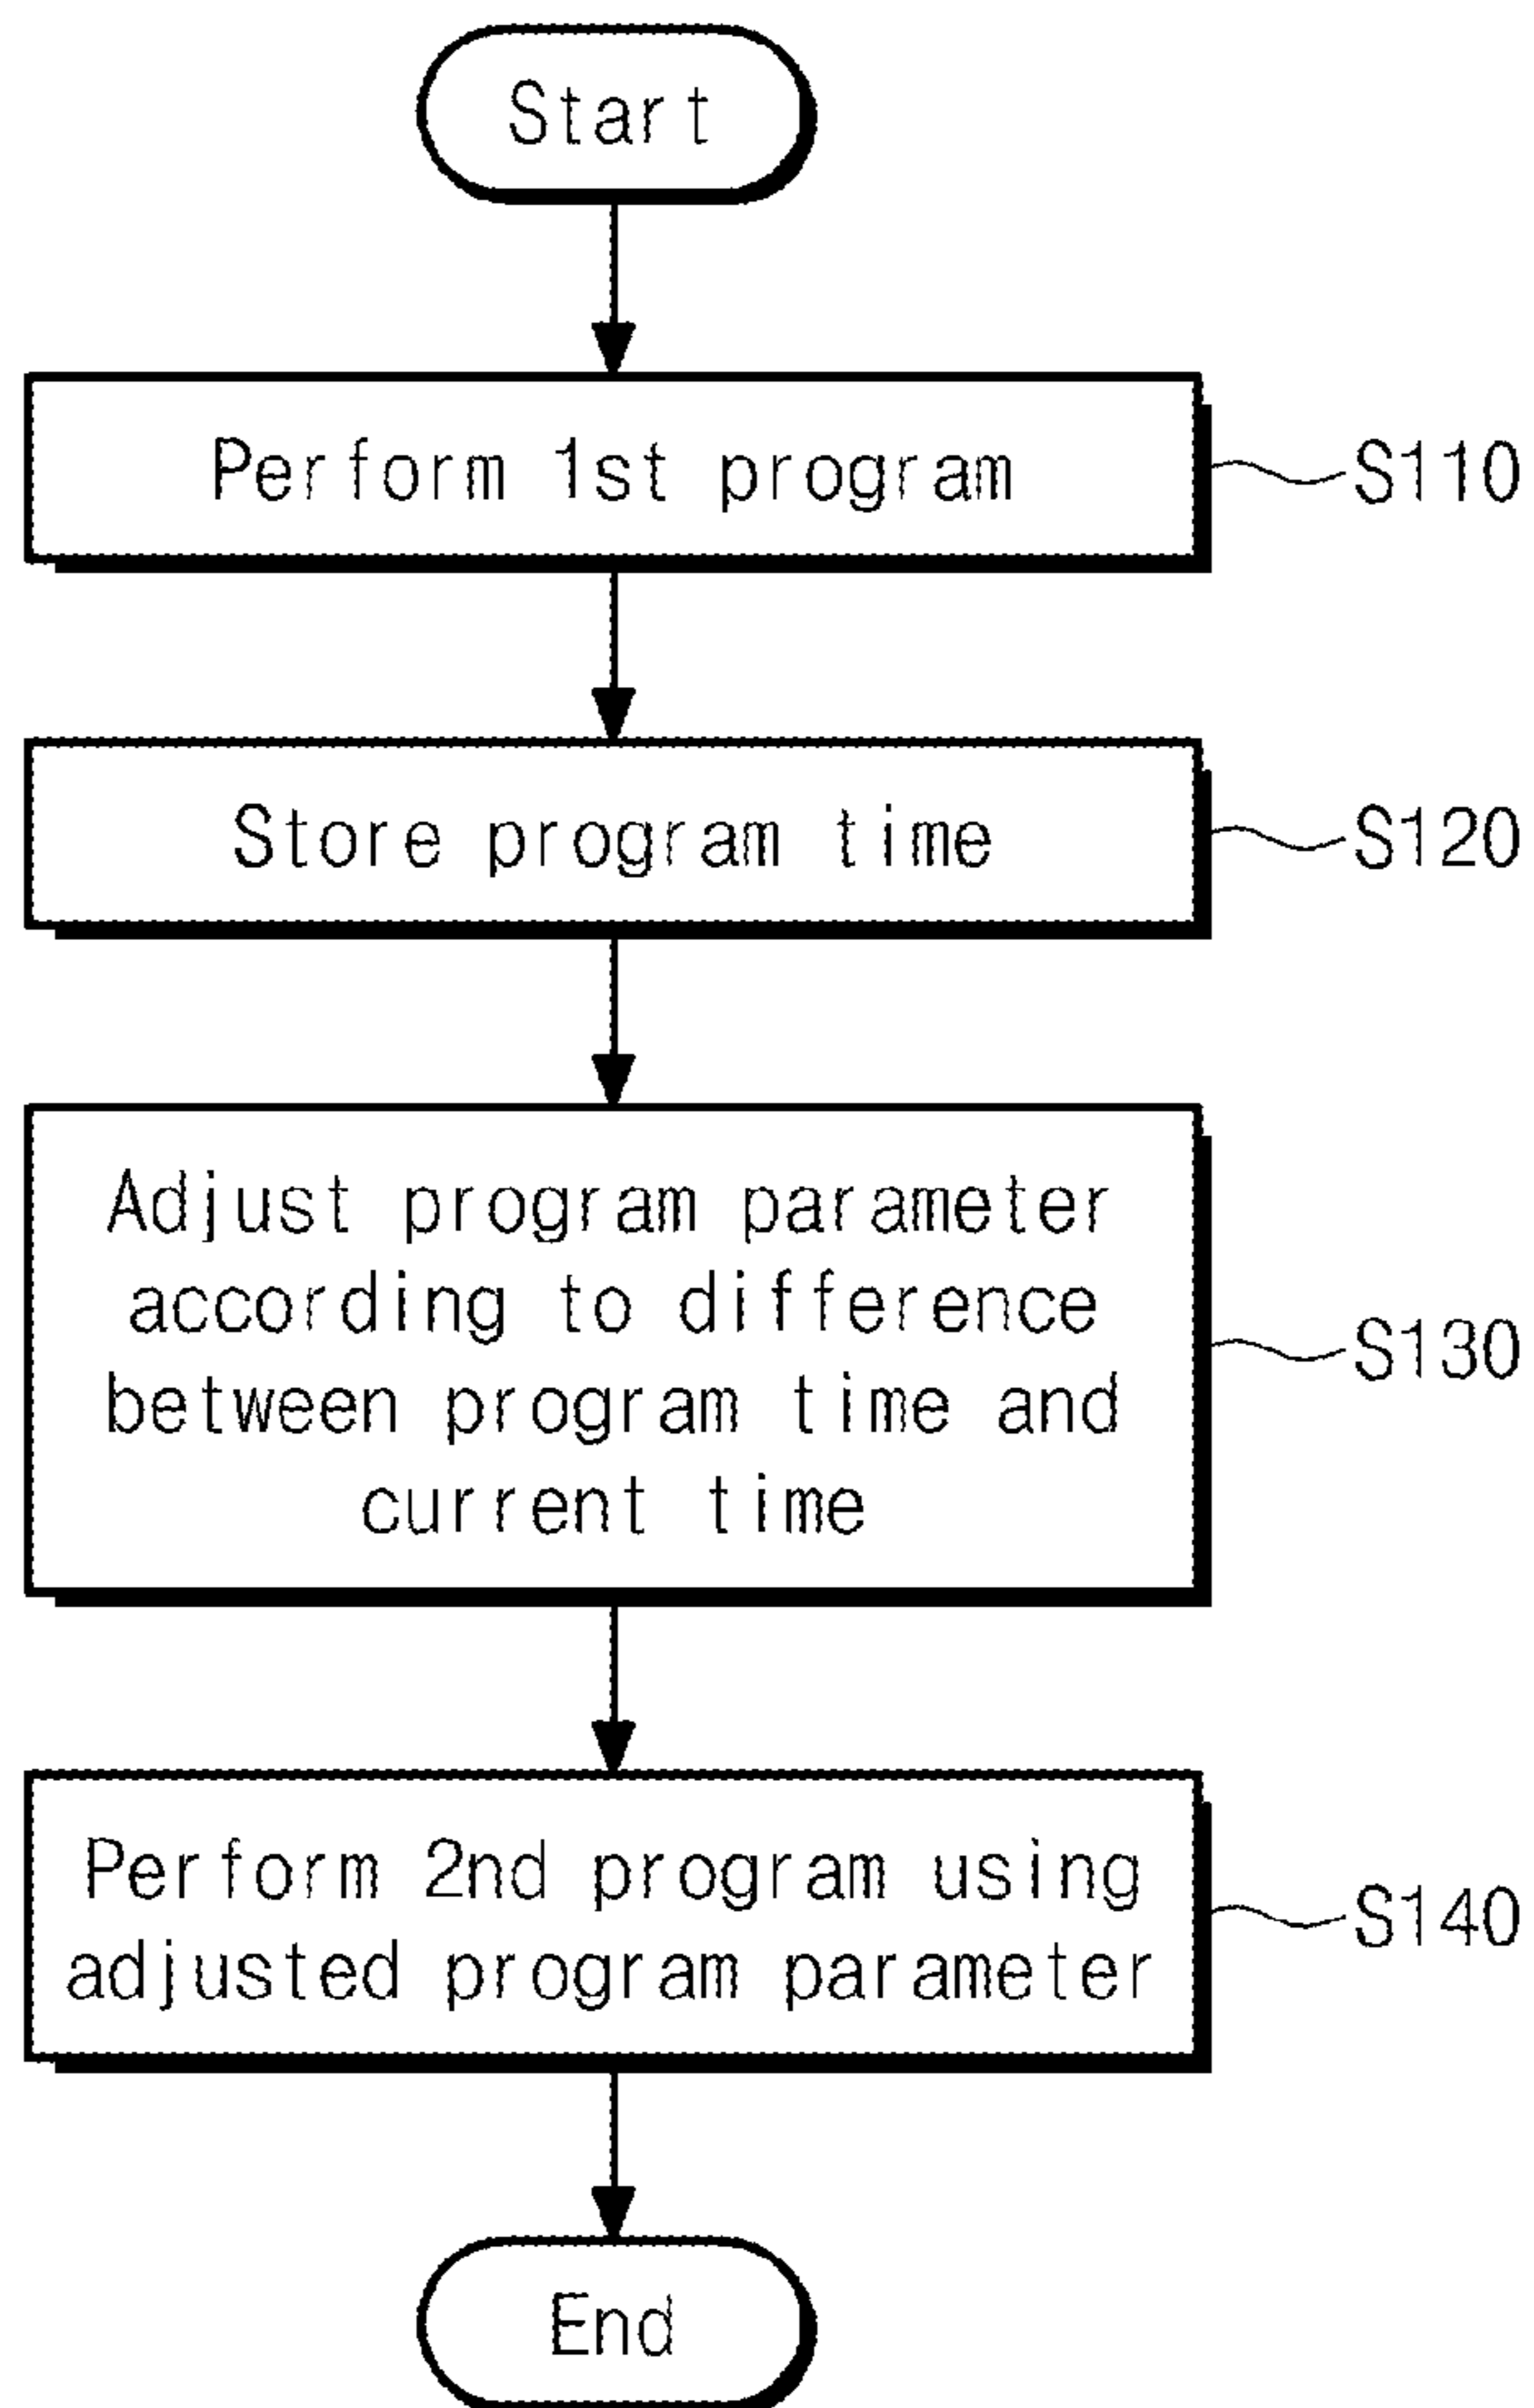 Start
Perform 1st program
S110
Store program time
S120
Adjust program parameter
according to difference
between program time and
current time
S130
Perform 2nd program using
adjusted program parameter
S140
End